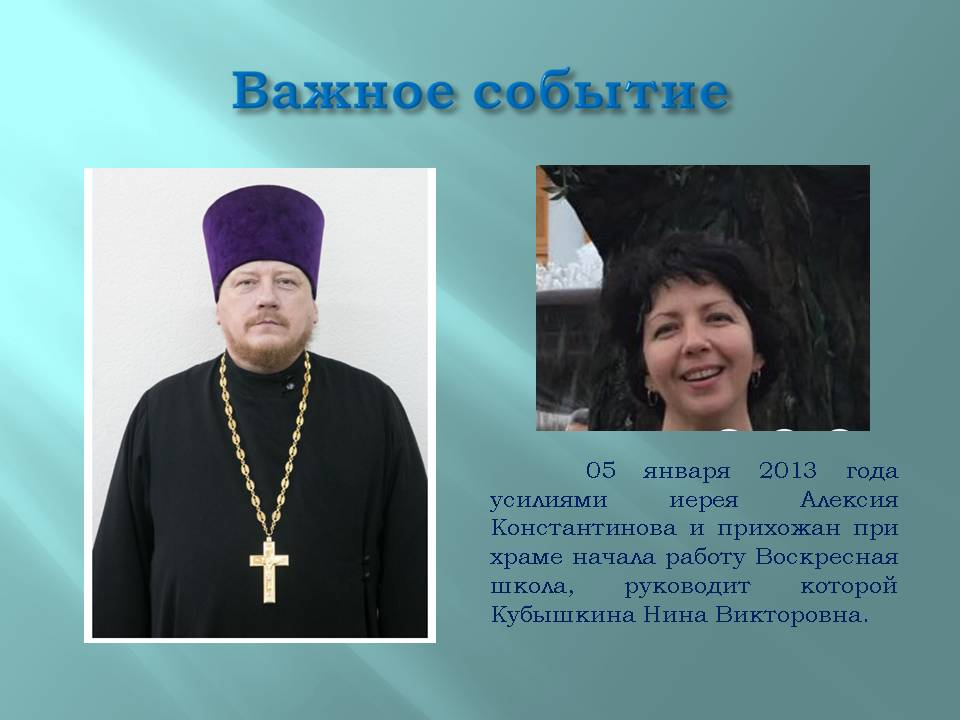 Важное событие
05 января 2013 года
усилиями иерея Алексия
Константинова и прихожан при
храме начала работу Воскресная
школа, руководит которой
Кубышкина Нина Викторовна.